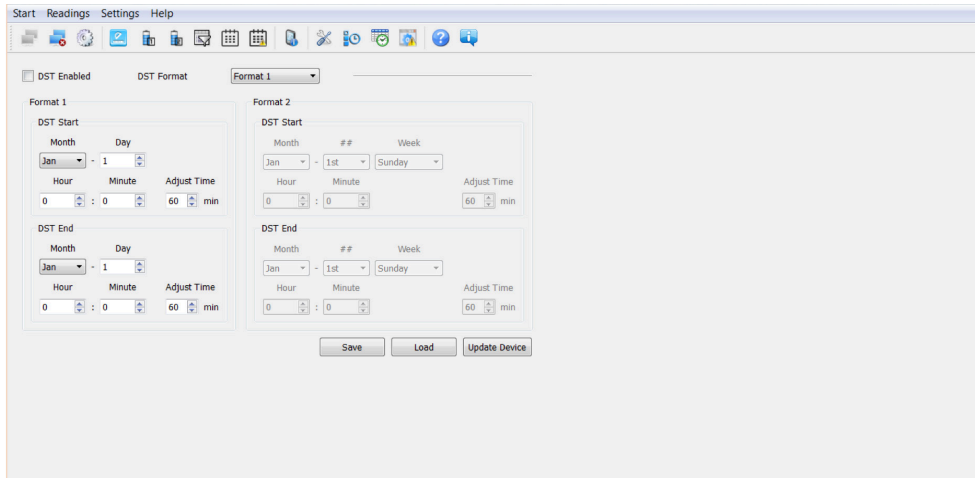 Start Readings Settings Help
DST Enabled DST Format Format 1
Format 1
DST Start
Month Day
Jan - 1
Hour Minute Adjust Time
0 : 0 60 min
DST End
Month Day
Jan - 1
Hour Minute Adjust Time
0 : 0 60 min
Format 2
DST Start
Month ## Week
Jan - 1st Sunday
Hour Minute Adjust Time
0 : 0 60 min
DST End
Month ## Week
Jan - 1st Sunday
Hour Minute Adjust Time
0 : 0 60 min
Save Load Update Device